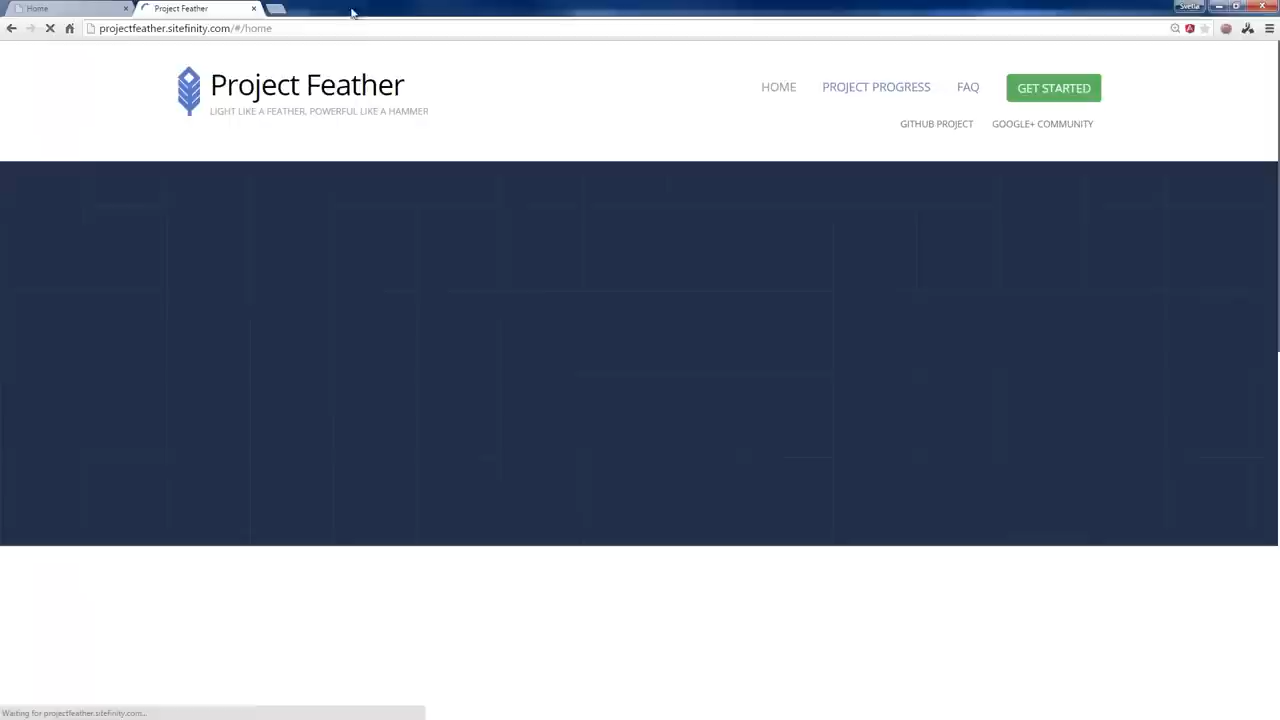 Home
Project Feather
Svetla
projectfeather.sitefinity.com/#/home
Project Feather
LIGHT LIKE A FEATHER, POWERFUL LIKE A HAMMER
HOME
PROJECT PROGRESS
FAQ
GET STARTED
GITHUB PROJECT
GOOGLE+ COMMUNITY
Waiting for projectfeather.sitefinity.com...